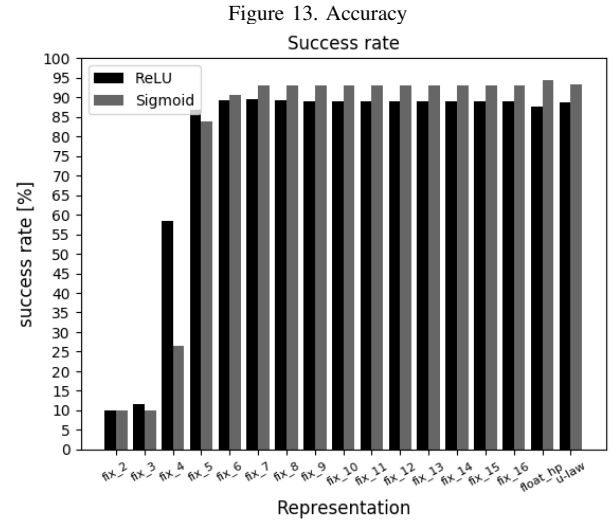 Figure 13. Accuracy
Success rate
ReLU
Sigmoid
success rate [%]
100
95
90
85
80
75
70
65
60
55
50
45
40
35
30
25
20
15
10
5
0
fix_2
fix_3
fix_4
fix_5
fix_6
fix_7
fix_8
fix_9
fix_10
fix_11
fix_12
fix_13
fix_14
fix_15
fix_16
float_hp
u-law
Representation